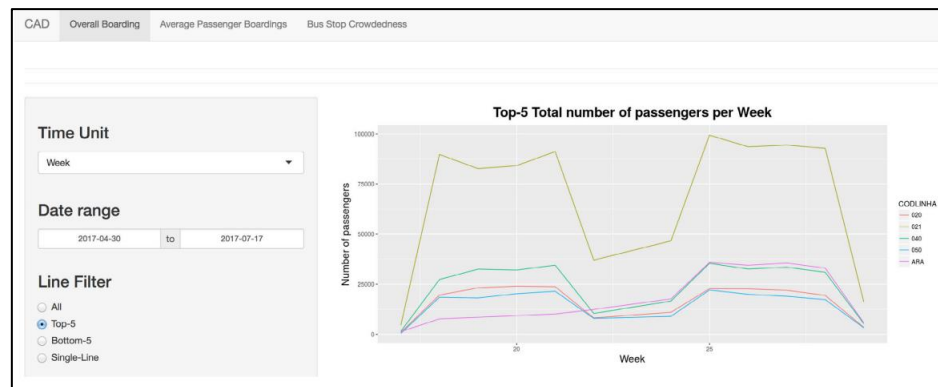 CAD Overall Boarding Average Passenger Boardings Bus Stop Crowdedness
Time Unit
Week
Date range
2017-04-30 to 2017-07-17
Line Filter
All
Top-5
Bottom-5
Single-Line
Top-5 Total number of passengers per Week
Number of passengers
100000
75000
50000
25000
0
20
25
Week
CODLINHA
020
021
040
050
ARA